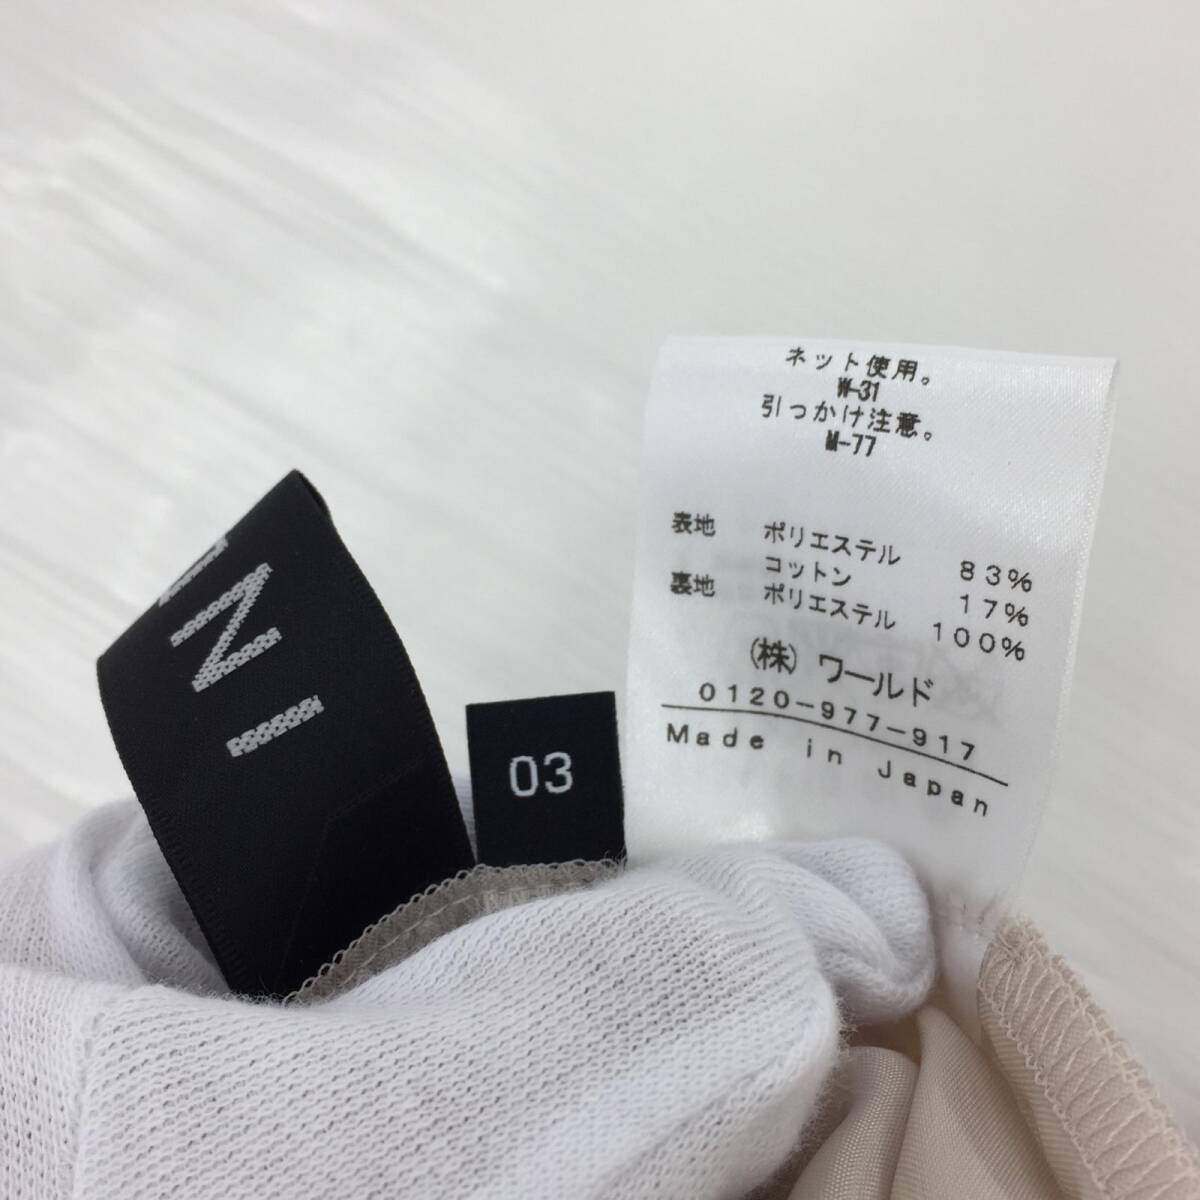 INI
03
ネット使用。
W-31
引っかけ注意。
M-77
表地 ポリエステル 83%
コットン 17%
裏地 ポリエステル 100%
(株) ワールド
0120-977-917
Made in Japan